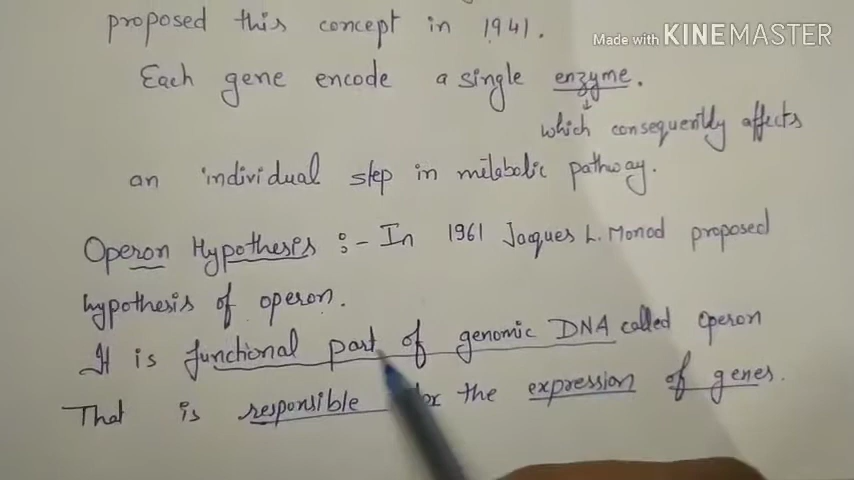 proposed this concept in 1941.
Made with KINEMASTER
Each gene encode a single enzyme.
which consequently affects
an individual step in metabolic pathway.
Operon Hypothesis :- In 1961 Jaques L. Monod proposed
hypothesis of operon.
It is functional part of genomic DNA called Operon
That is responsible for the expression of genes.